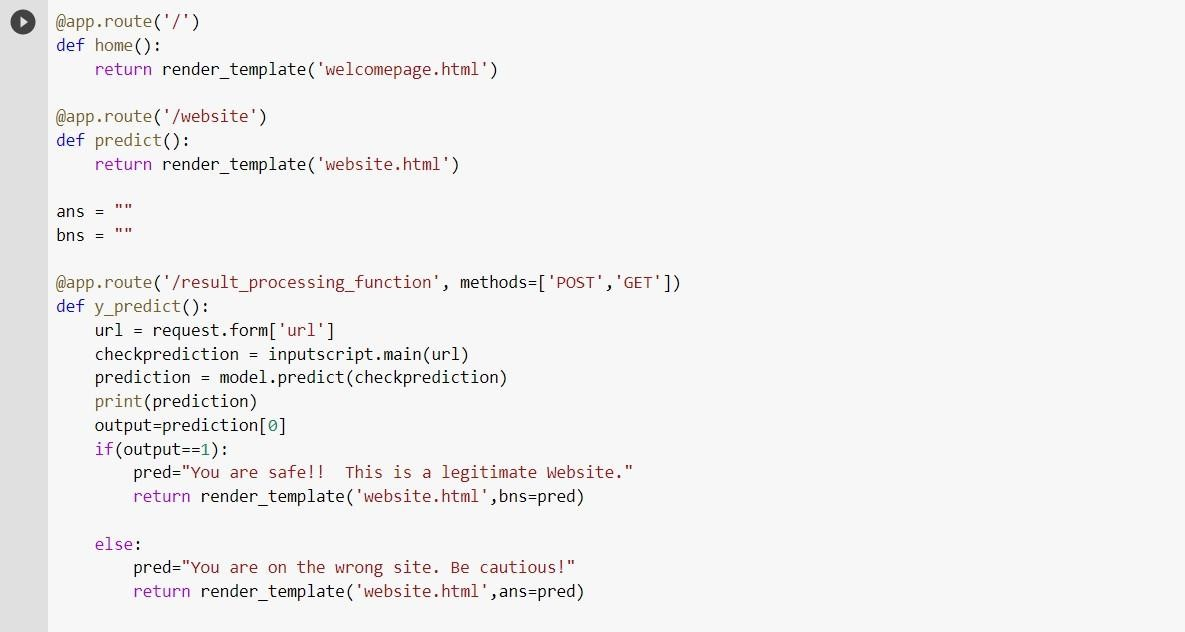 @app.route('/')
def home():
    return render_template('welcomepage.html')

@app.route('/website')
def predict():
    return render_template('website.html')

ans = ""
bns = ""

@app.route('/result_processing_function', methods=['POST','GET'])
def y_predict():
    url = request.form['url']
    checkprediction = inputscript.main(url)
    prediction = model.predict(checkprediction)
    print(prediction)
    output=prediction[0]
    if(output==1):
        pred="You are safe!!  This is a legitimate Website."
        return render_template('website.html',bns=pred)

    else:
        pred="You are on the wrong site. Be cautious!"
        return render_template('website.html',ans=pred)